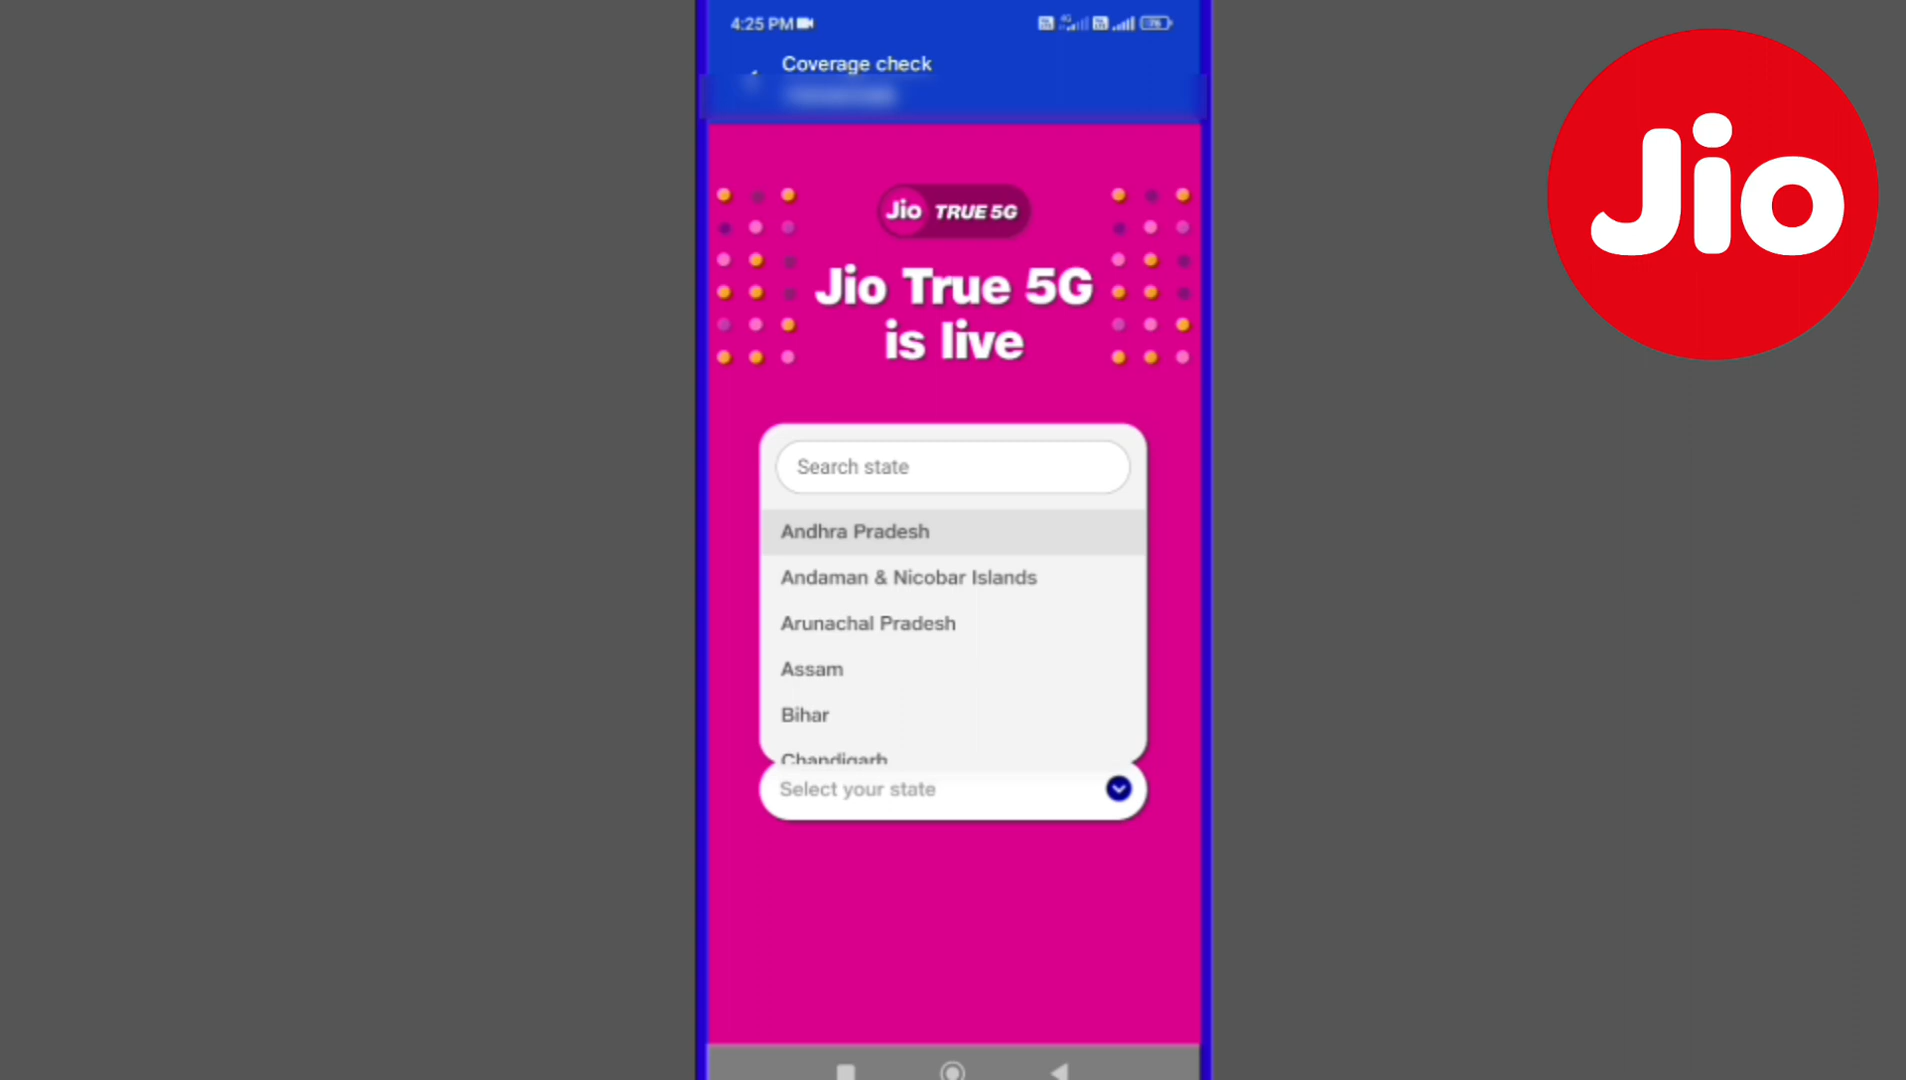 4:25 PM
Coverage check
Jio TRUE 5G
Jio True 5G
is live
Search state
Andhra Pradesh
Andaman & Nicobar Islands
Arunachal Pradesh
Assam
Bihar
Chandigarh
Select your state
Jio